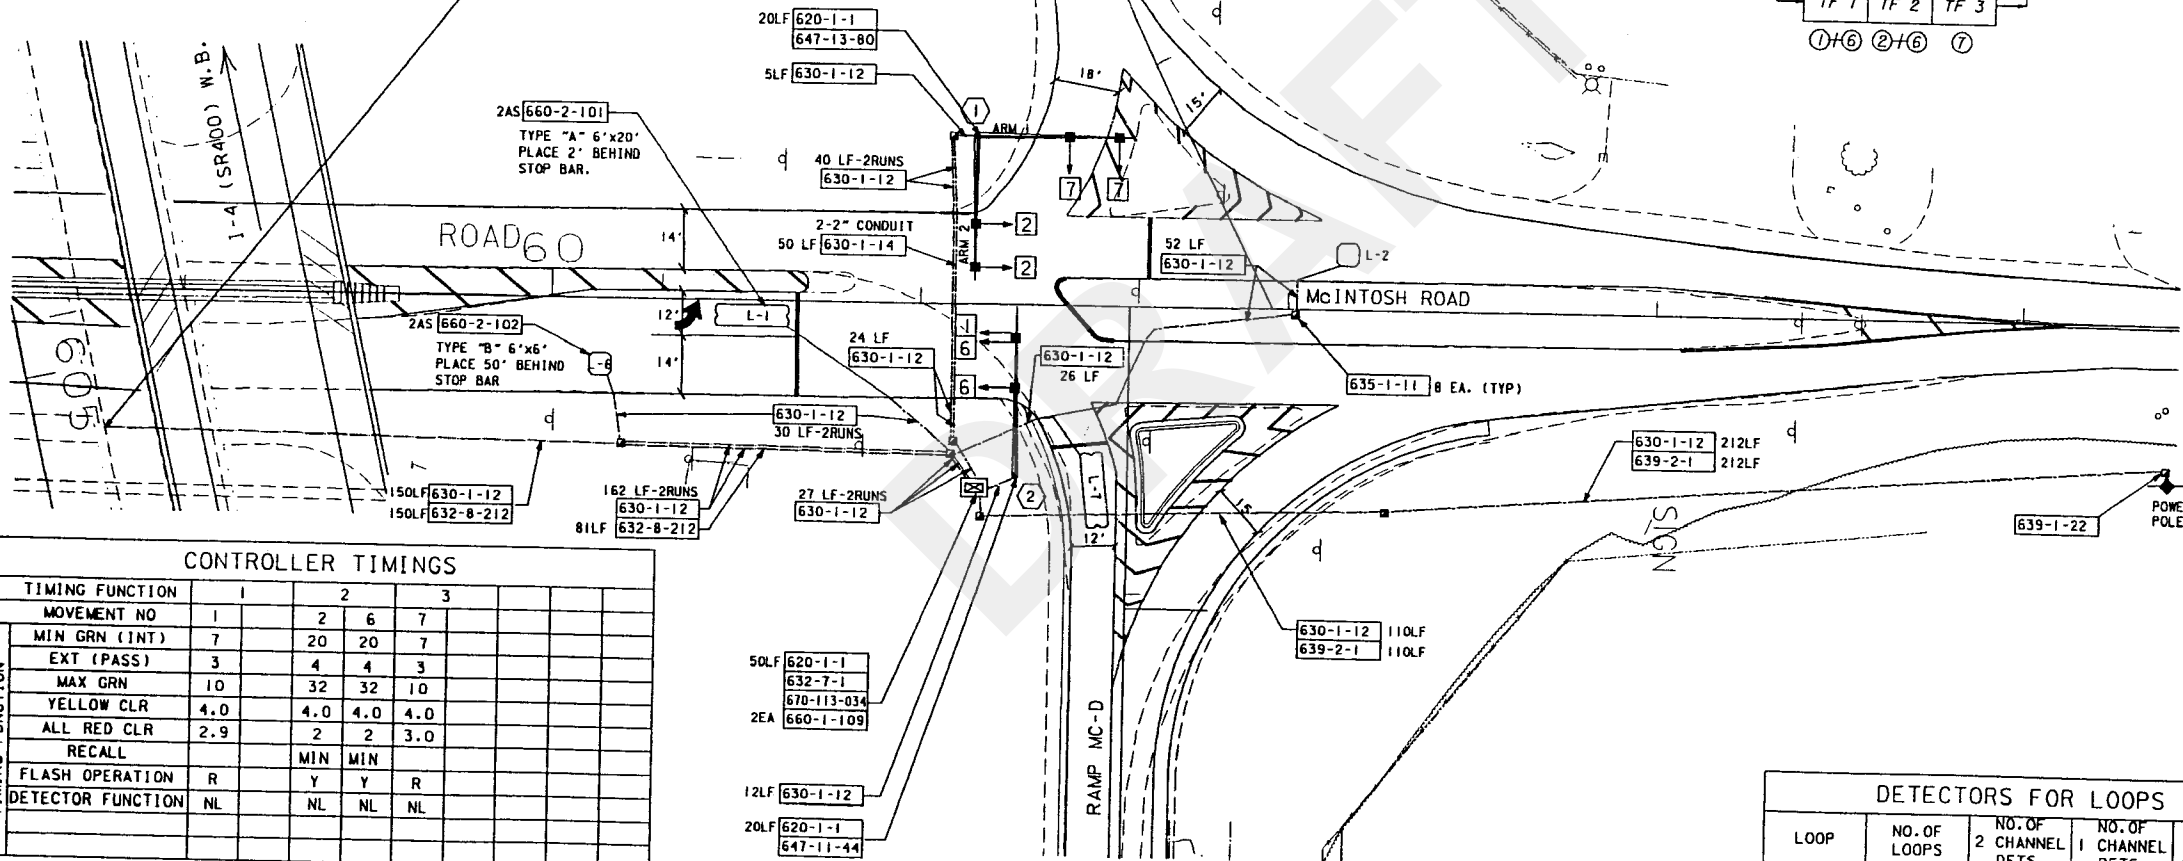 TF 1 TF 2 TF 3
1+6 2+6 7
20LF 620-1-1
647-13-80
5LF 630-1-12
1
ARM
18'
15'
I-4 (SR400) W.B.
2AS 660-2-101
TYPE "A" 6'x20'
PLACE 2' BEHIND
STOP BAR.
40 LF-2RUNS
630-1-12
7 7
ROAD 60
14'
2-2" CONDUIT
50 LF 630-1-14
ARM 2
2
2
52 LF
630-1-12
L-2
McINTOSH ROAD
12'
L-1
2AS 660-2-102
TYPE "B" 6'x6'
PLACE 50' BEHIND
STOP BAR
L-6
14'
24 LF
630-1-12
1
6
6
630-1-12
26 LF
635-1-11 8 EA. (TYP)
605
630-1-12
30 LF-2RUNS
630-1-12 212LF
639-2-1 212LF
150LF 630-1-12
150LF 632-8-212
162 LF-2RUNS
630-1-12
81LF 632-8-212
27 LF-2RUNS
630-1-12
2
L-7
12'
15'
SIGN
639-1-22
POWE
POLE
630-1-12 110LF
639-2-1 110LF
50LF 620-1-1
632-7-1
670-113-034
2EA 660-1-109
12LF 630-1-12
20LF 620-1-1
647-11-44
RAMP MC-D
DRAFT
CONTROLLER TIMINGS
TIMING FUNCTION 1 2 3
MOVEMENT NO 1 2 6 7
MIN GRN (INT) 7 20 20 7
EXT (PASS) 3 4 4 3
MAX GRN 10 32 32 10
YELLOW CLR 4.0 4.0 4.0 4.0
ALL RED CLR 2.9 2 2 3.0
RECALL MIN MIN
FLASH OPERATION R Y Y R
DETECTOR FUNCTION NL NL NL NL
DETECTORS FOR LOOPS
LOOP NO. OF LOOPS NO. OF 2 CHANNEL DETS NO. OF 1 CHANNEL DETS